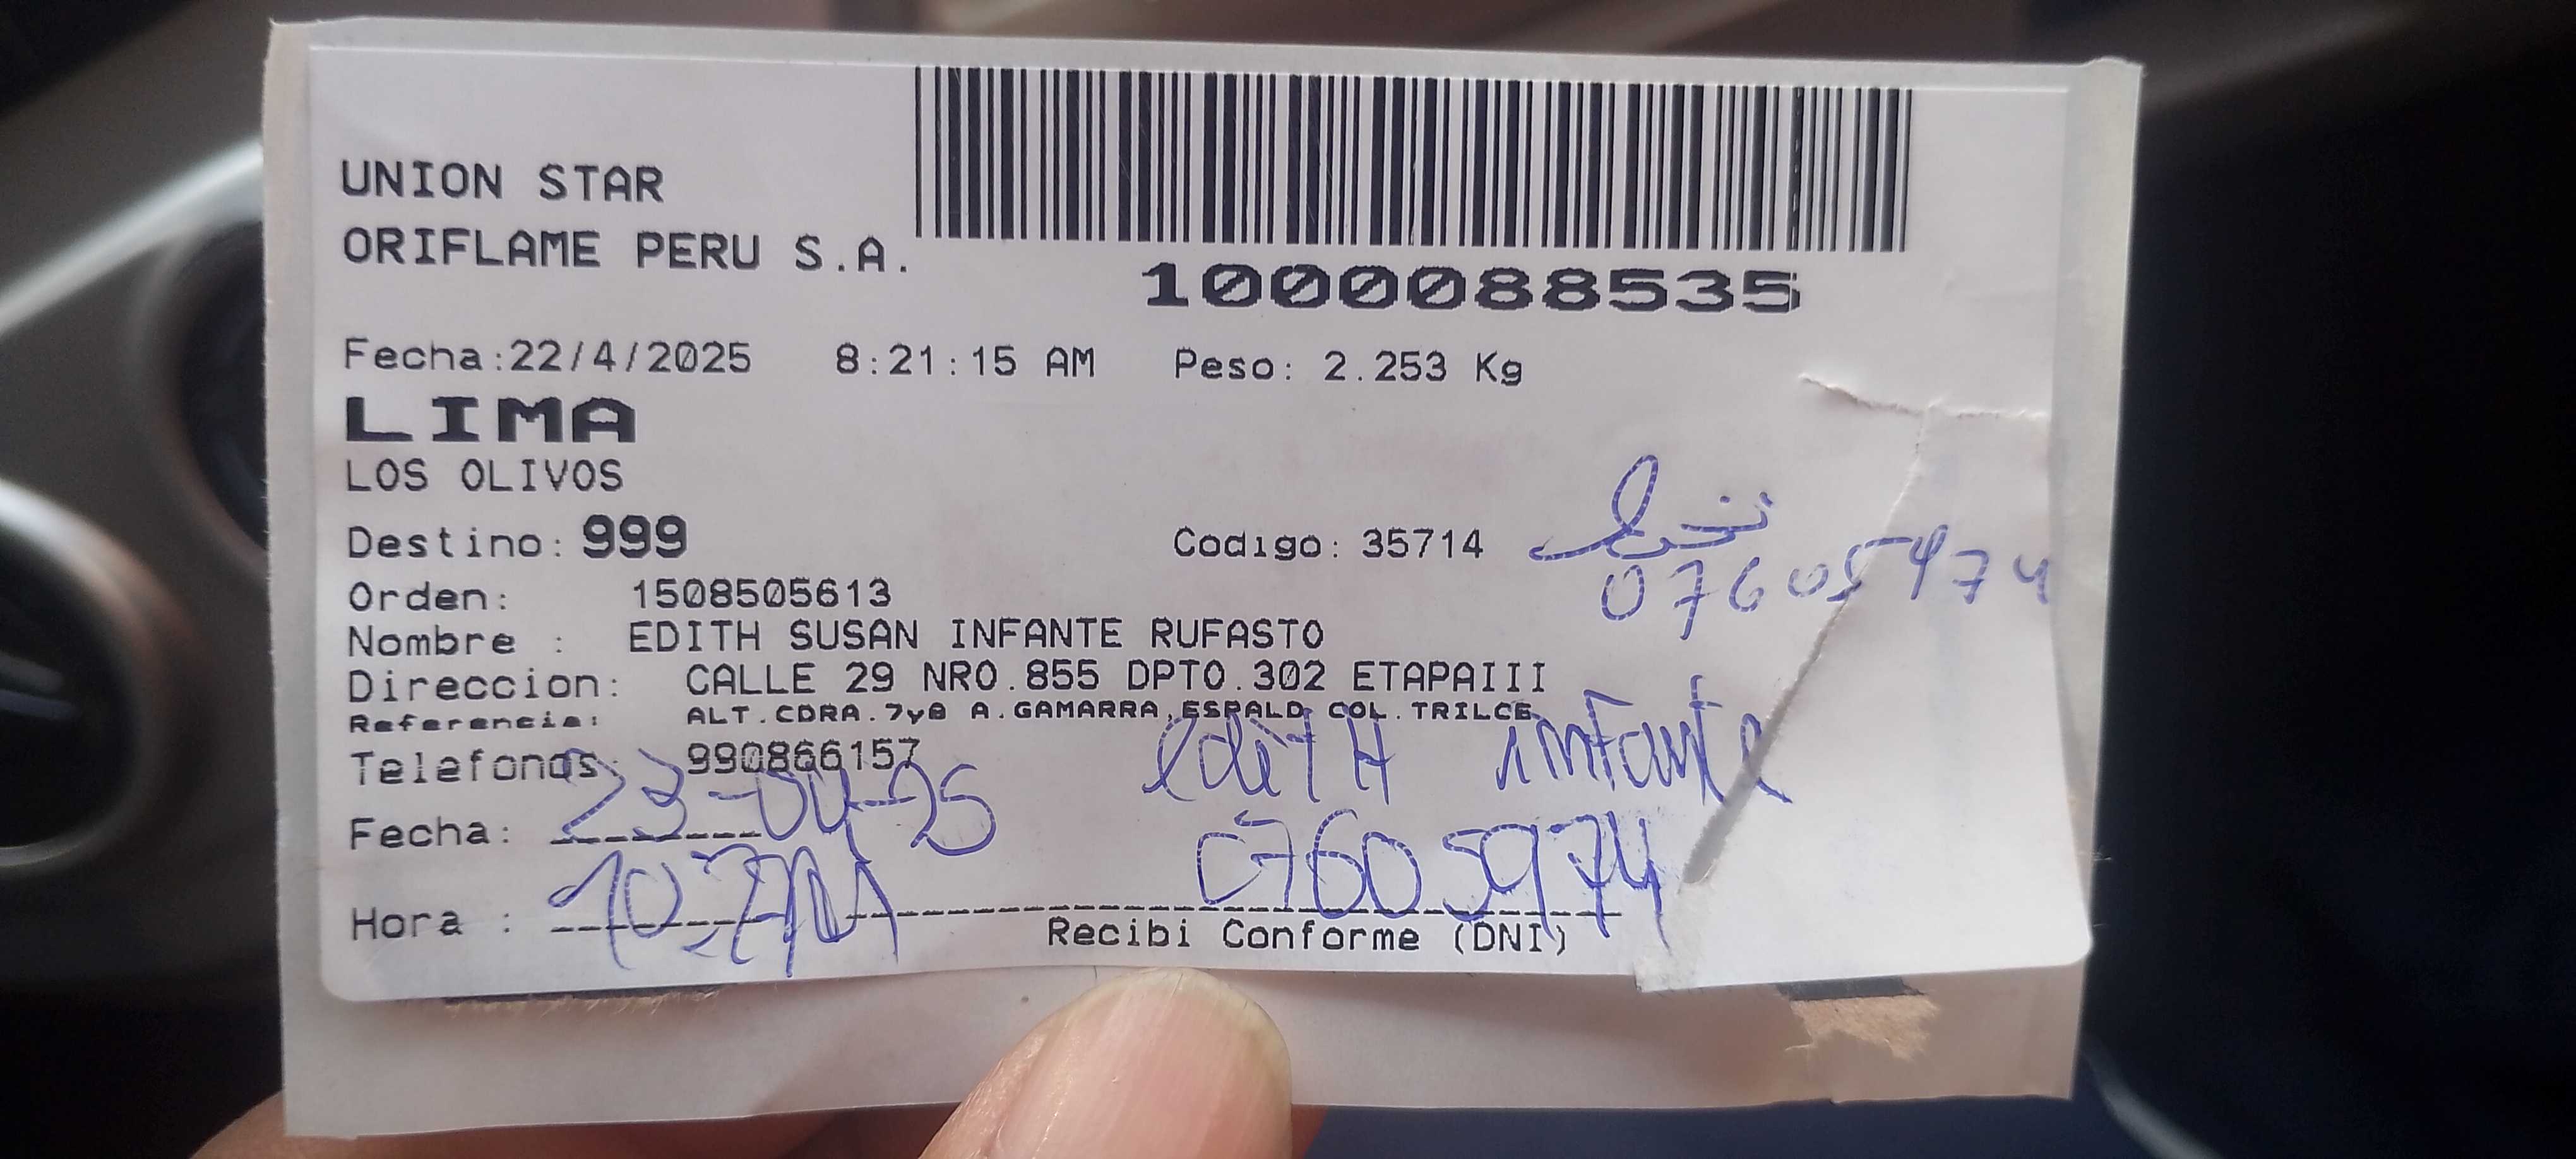 UNION STAR
ORIFLAME PERU S.A.
1000088535
Fecha:22/4/2025 8:21:15 AM Peso: 2.253 Kg
LIMA
LOS OLIVOS
Destino: 999 Codigo: 35714
Orden: 1508505613
Nombre : EDITH SUSAN INFANTE RUFASTO
Direccion: CALLE 29 NRO.855 DPTO.302 ETAPAIII
Referencia: ALT.CDRA.7y8 A.GAMARRA,ESPALD. COL.TRILCE
Telefonos: 990866157
edith infante
Fecha: 23-04-25
07605974
Hora :
Recibi Conforme (DNI)